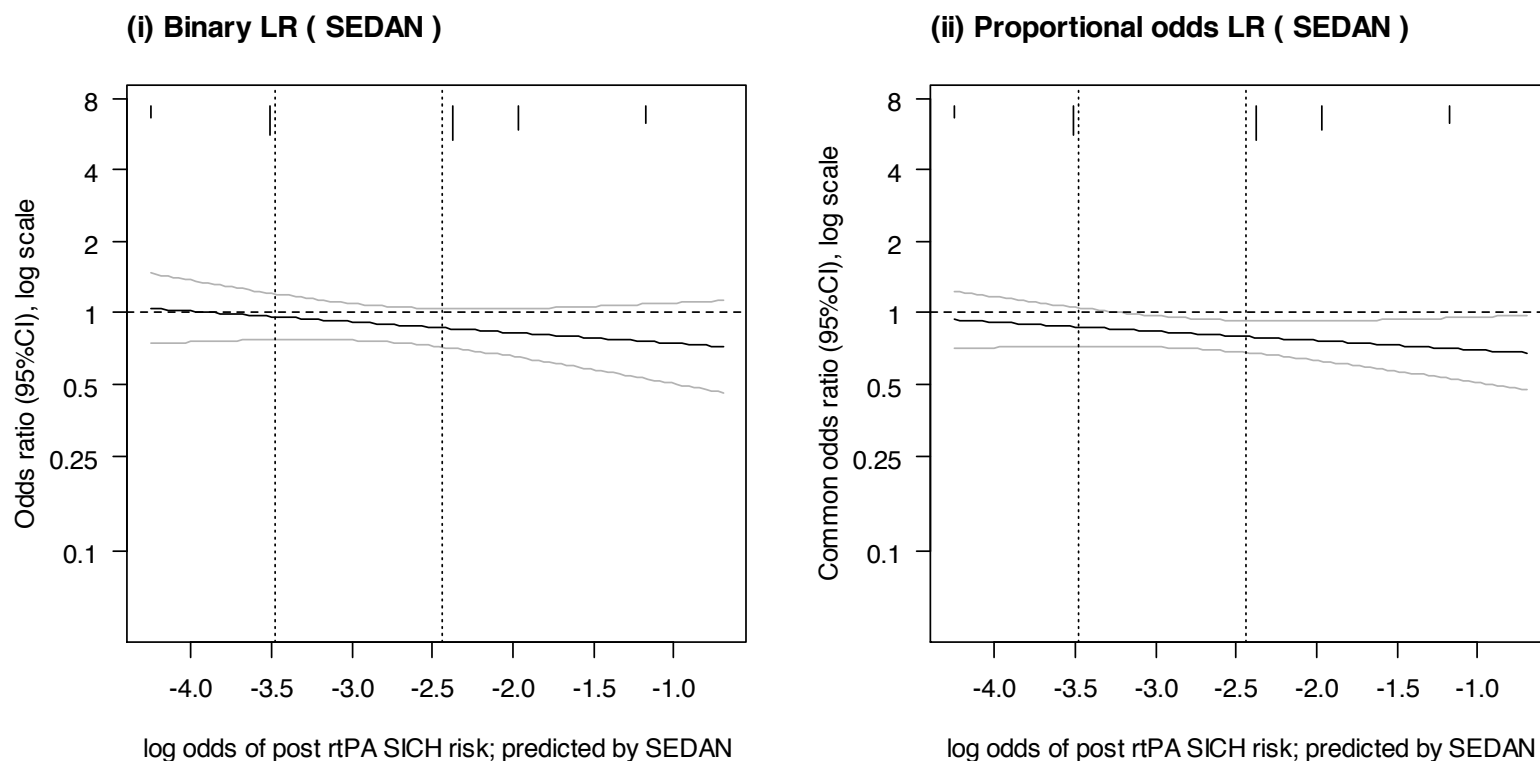 (i) Binary LR ( SEDAN )
Odds ratio (95%CI), log scale
8
4
2
1
0.5
0.25
0.1
-4.0 -3.5 -3.0 -2.5 -2.0 -1.5 -1.0
log odds of post rtPA SICH risk; predicted by SEDAN
(ii) Proportional odds LR ( SEDAN )
Common odds ratio (95%CI), log scale
8
4
2
1
0.5
0.25
0.1
-4.0 -3.5 -3.0 -2.5 -2.0 -1.5 -1.0
log odds of post rtPA SICH risk; predicted by SEDAN